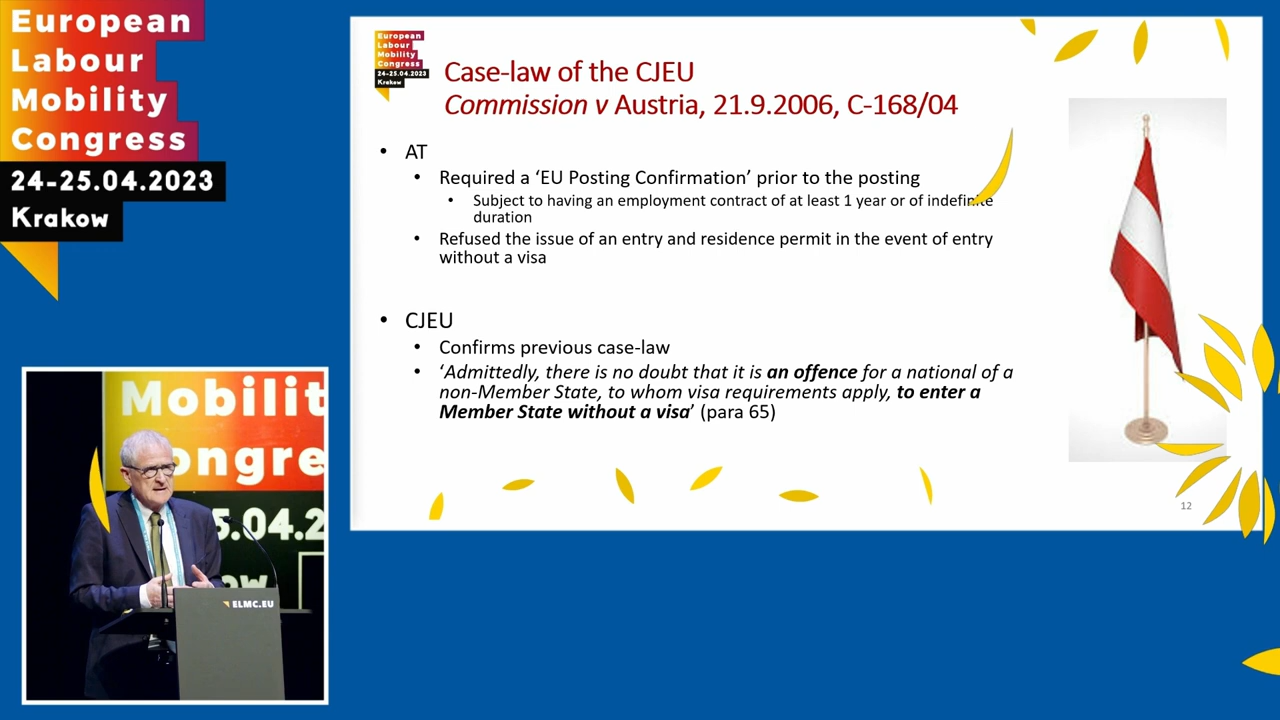 European
Labour
Mobility
Congress
24-25.04.2023
Krakow
European
Labour
Mobility
Congress
24-25.04.2023
Krakow
Case-law of the CJEU
Commission v Austria, 21.9.2006, C-168/04
• AT
• Required a ‘EU Posting Confirmation’ prior to the posting
• Subject to having an employment contract of at least 1 year or of indefinite
duration
• Refused the issue of an entry and residence permit in the event of entry
without a visa
• CJEU
• Confirms previous case-law
• ‘Admittedly, there is no doubt that it is an offence for a national of a
non-Member State, to whom visa requirements apply, to enter a
Member State without a visa’ (para 65)
12
Mobilit
Congre
5.04.2
ow
ELMC.EU